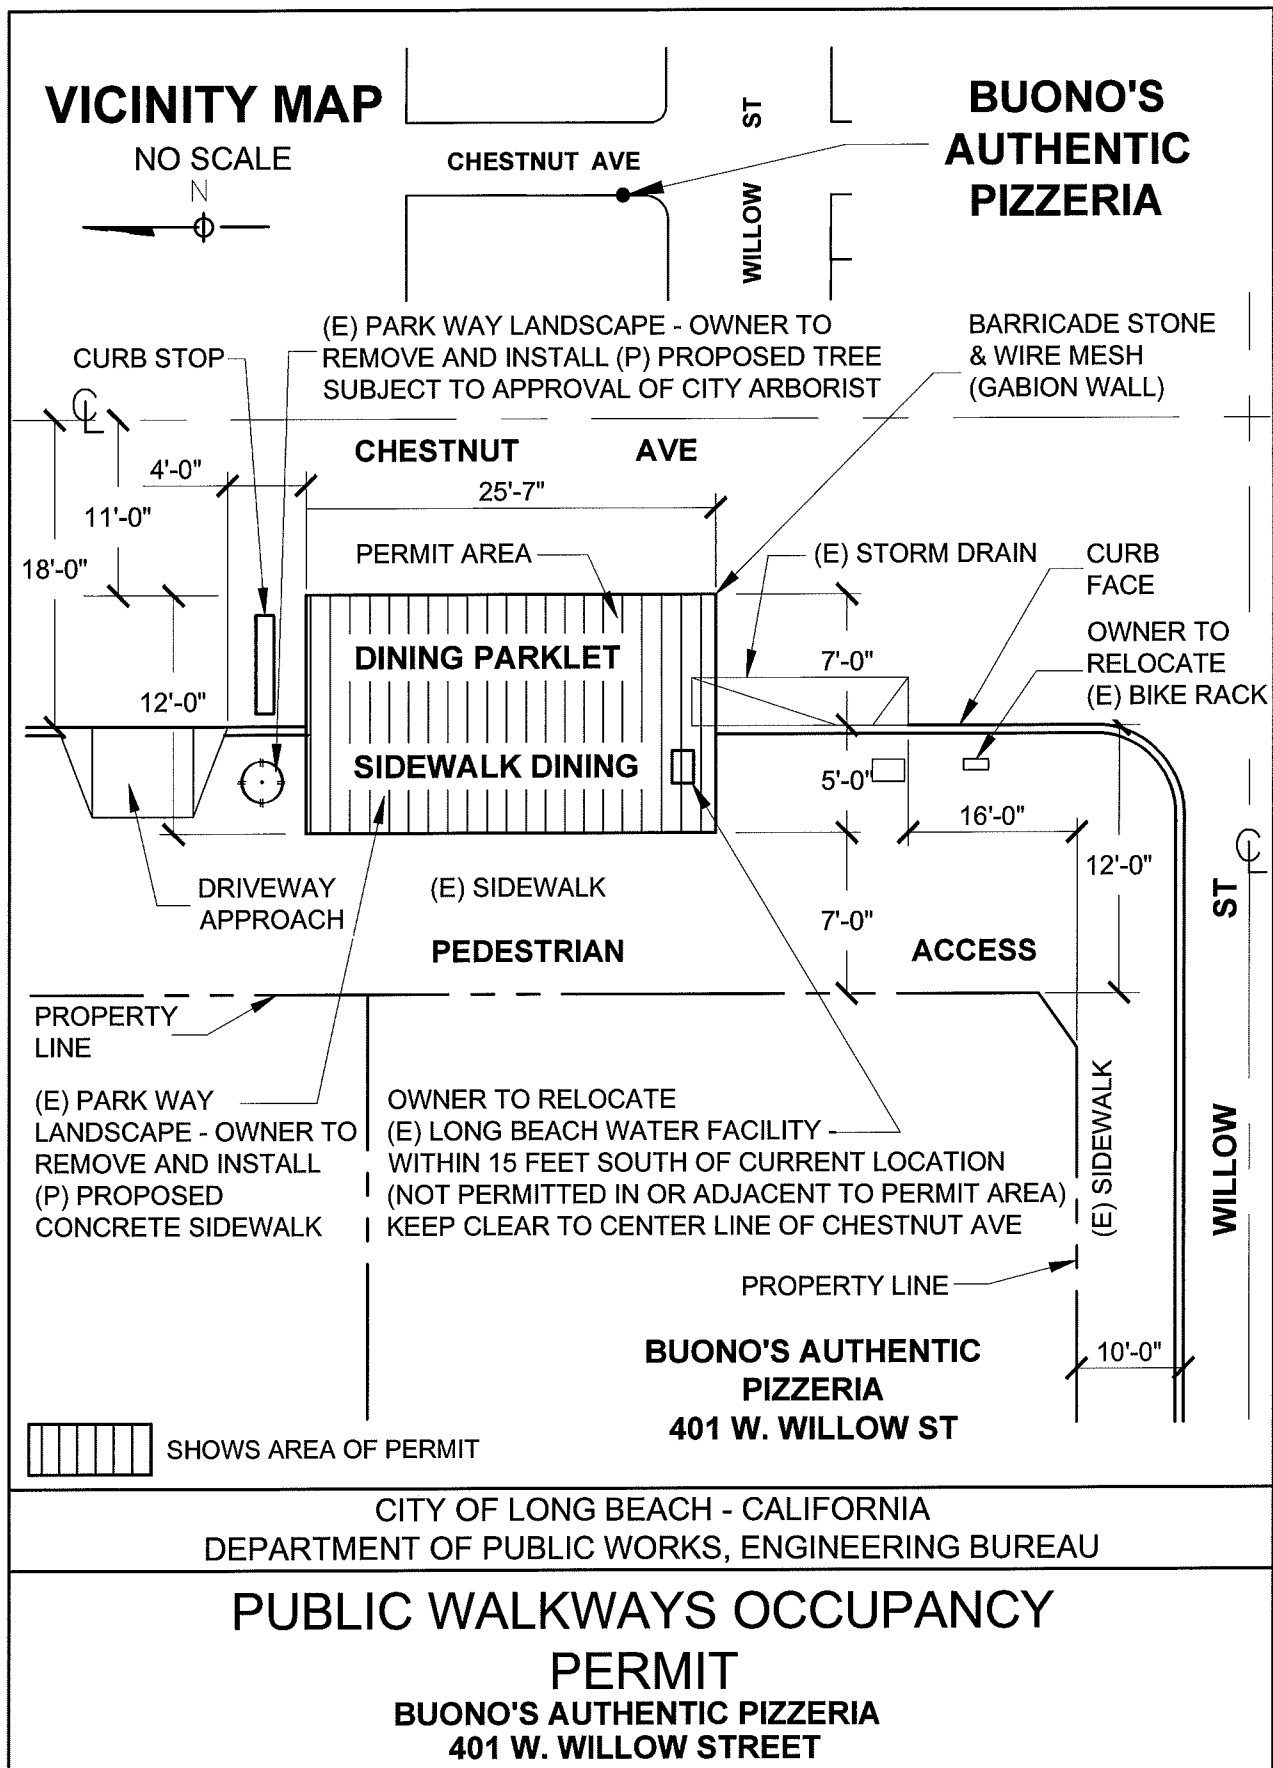 VICINITY MAP
NO SCALE
N
CHESTNUT AVE
WILLOW ST
BUONO'S
AUTHENTIC
PIZZERIA
CURB STOP
(E) PARK WAY LANDSCAPE - OWNER TO
REMOVE AND INSTALL (P) PROPOSED TREE
SUBJECT TO APPROVAL OF CITY ARBORIST
BARRICADE STONE
& WIRE MESH
(GABION WALL)
CL
CHESTNUT AVE
4'-0"
25'-7"
11'-0"
18'-0"
PERMIT AREA
(E) STORM DRAIN
CURB
FACE
OWNER TO
RELOCATE
(E) BIKE RACK
DINING PARKLET
7'-0"
12'-0"
SIDEWALK DINING
5'-0"
16'-0"
CL
12'-0"
DRIVEWAY
APPROACH
(E) SIDEWALK
7'-0"
PEDESTRIAN ACCESS
PROPERTY
LINE
(E) PARK WAY
LANDSCAPE - OWNER TO
REMOVE AND INSTALL
(P) PROPOSED
CONCRETE SIDEWALK
OWNER TO RELOCATE
(E) LONG BEACH WATER FACILITY
WITHIN 15 FEET SOUTH OF CURRENT LOCATION
(NOT PERMITTED IN OR ADJACENT TO PERMIT AREA)
KEEP CLEAR TO CENTER LINE OF CHESTNUT AVE
(E) SIDEWALK
WILLOW ST
PROPERTY LINE
BUONO'S AUTHENTIC
PIZZERIA
401 W. WILLOW ST
10'-0"
SHOWS AREA OF PERMIT
CITY OF LONG BEACH - CALIFORNIA
DEPARTMENT OF PUBLIC WORKS, ENGINEERING BUREAU
PUBLIC WALKWAYS OCCUPANCY
PERMIT
BUONO'S AUTHENTIC PIZZERIA
401 W. WILLOW STREET